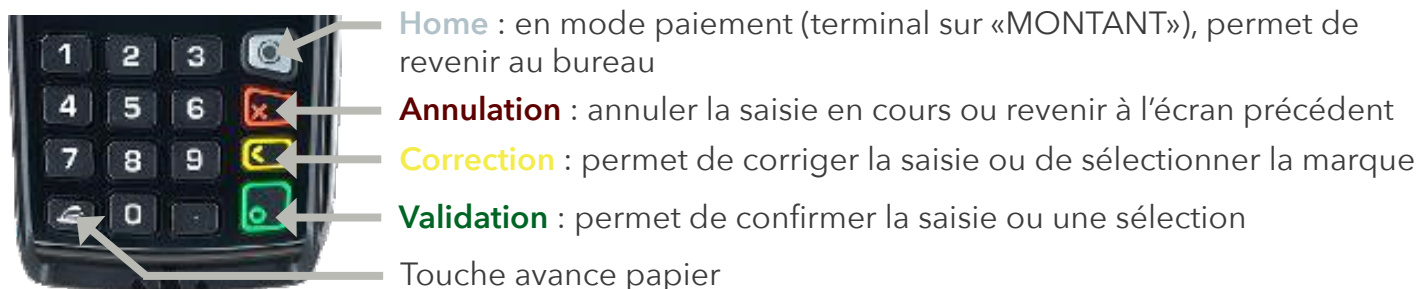 Home : en mode paiement (terminal sur «MONTANT»), permet de
revenir au bureau
1 2 3
Annulation : annuler la saisie en cours ou revenir à l’écran précédent
4 5 6 x
Correction : permet de corriger la saisie ou de sélectionner la marque
7 8 9 <
Validation : permet de confirmer la saisie ou une sélection
0 . o
Touche avance papier